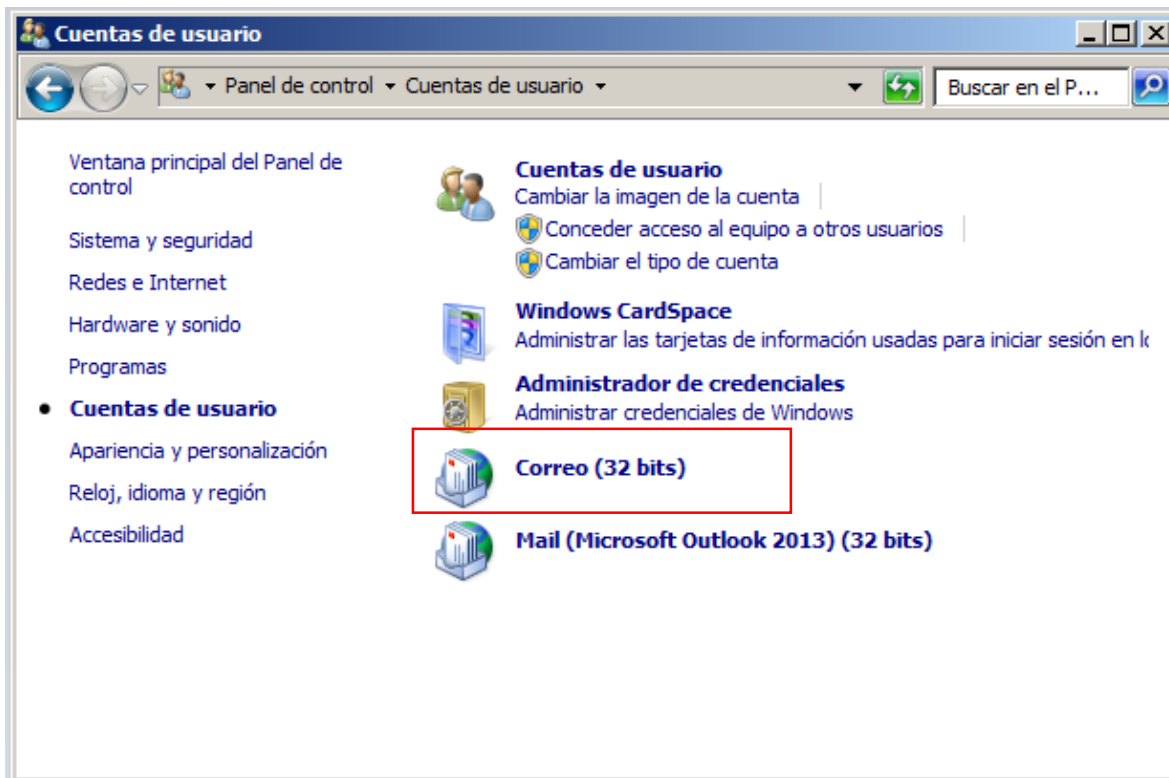 Cuentas de usuario
Panel de control Cuentas de usuario
Buscar en el P...
Ventana principal del Panel de
control
Sistema y seguridad
Redes e Internet
Hardware y sonido
Programas
Cuentas de usuario
Apariencia y personalización
Reloj, idioma y región
Accesibilidad
Cuentas de usuario
Cambiar la imagen de la cuenta
Conceder acceso al equipo a otros usuarios
Cambiar el tipo de cuenta
Windows CardSpace
Administrar las tarjetas de información usadas para iniciar sesión en
Administrador de credenciales
Administrar credenciales de Windows
Correo (32 bits)
Mail (Microsoft Outlook 2013) (32 bits)